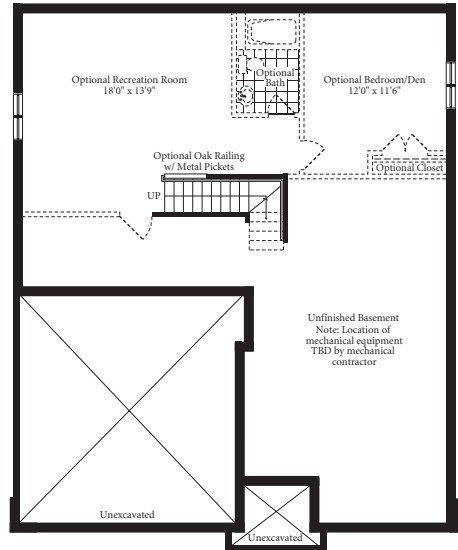 Optional Recreation Room
18'0" x 13'9"
Optional
Bath
Optional Bedroom/Den
12'0" x 11'6"
Optional Oak Railing
w/ Metal Pickets
Optional Closet
UP
Unfinished Basement
Note: Location of
mechanical equipment
TBD by mechanical
contractor
Unexcavated
Unexcavated